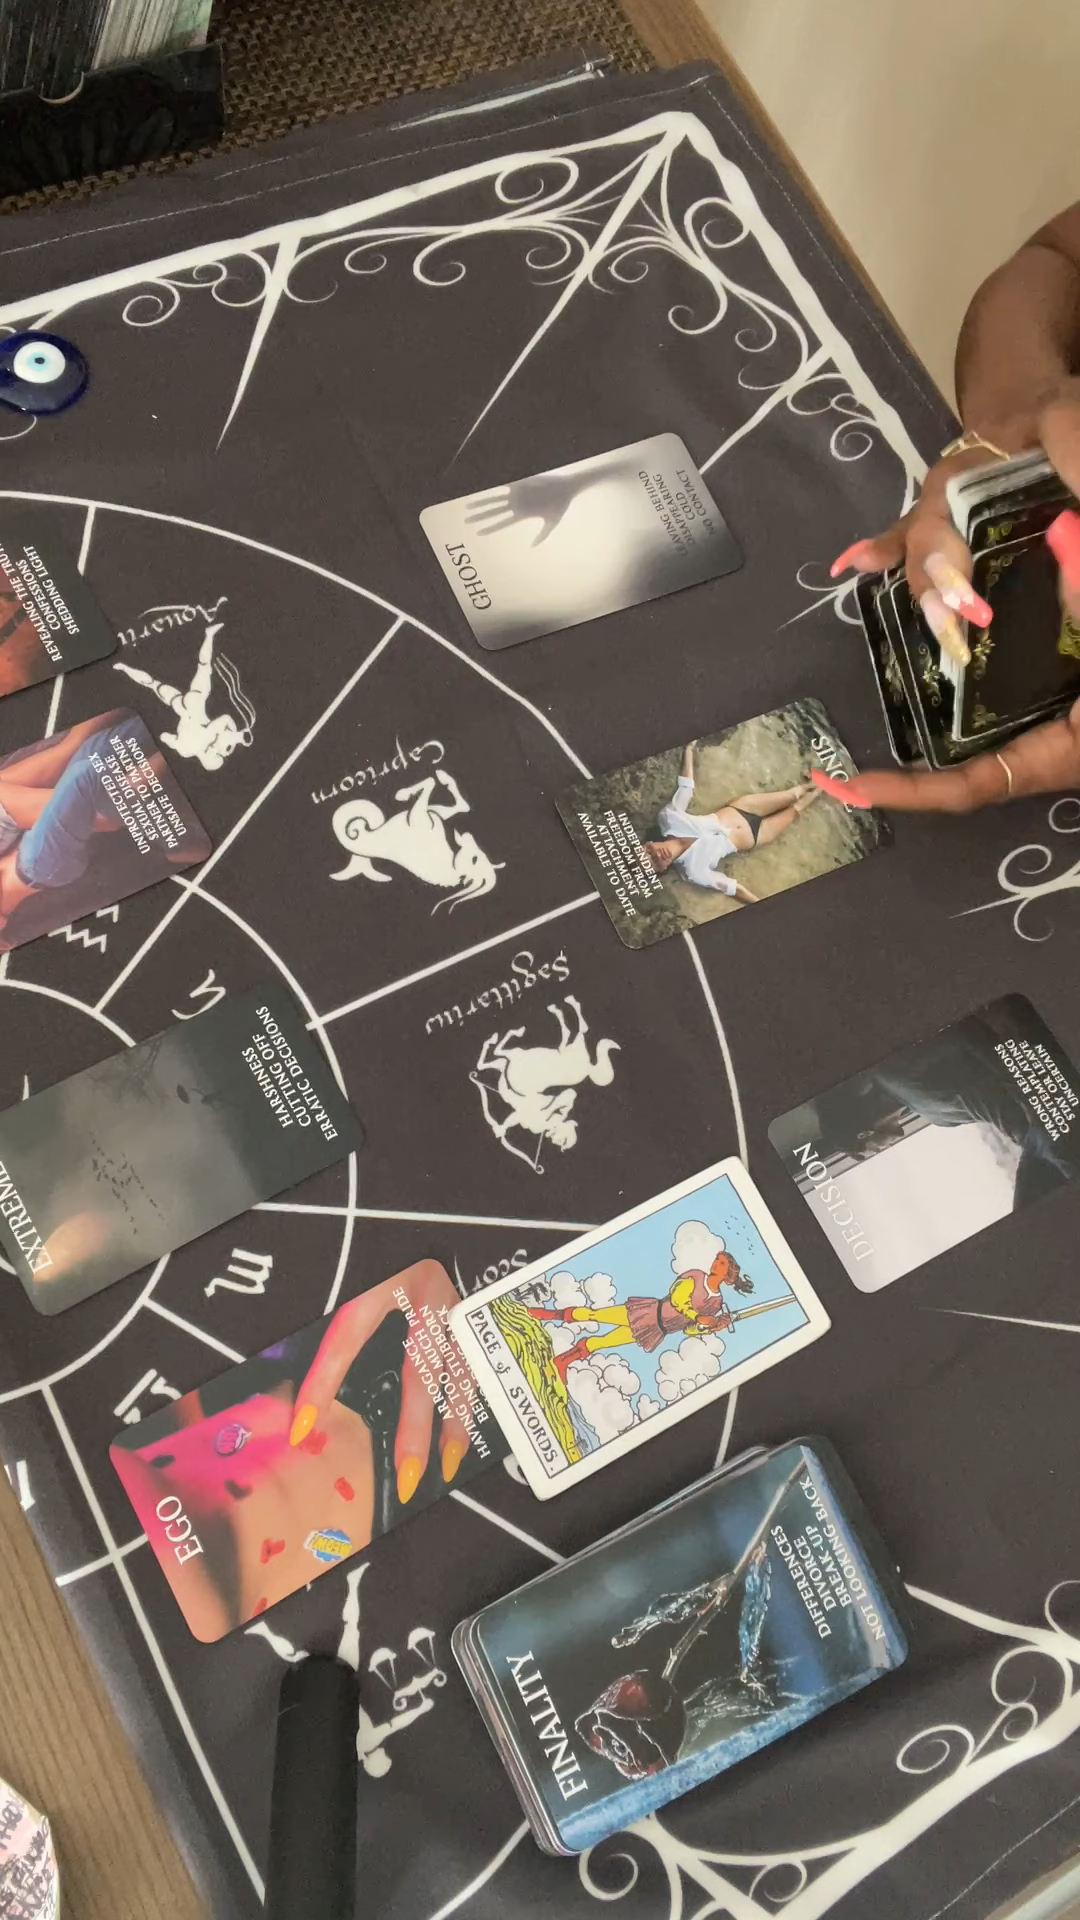 GHOST
LEAVING BEHIND
DISAPPEARING
COLD
NO CONTACT
REVEALING THE TRUTH
CONFESSIONS
SHEDDING LIGHT
UNPROTECTED SEX
SEXUAL DISEASE
PARTNER TO PARTNER
UNSAFE DECISIONS
Capricorn
INDEPENDENT
FREEDOM FROM
ATTACHMENT
AVAILABLE TO DATE
Sagittarius
EXTREME
HARSHNESS
CUTTING OFF
ERRATIC DECISIONS
DECISION
WRONG REASONS
CONTEMPLATING
STAY OR LEAVE
UNCERTAIN
PAGE of SWORDS.
EGO
ARROGANCE
HAVING TOO MUCH PRIDE
BEING STUBBORN
MEOW!
FINALITY
DIFFERENCES
DIVORCE
BREAK-UP
NOT LOOKING BACK